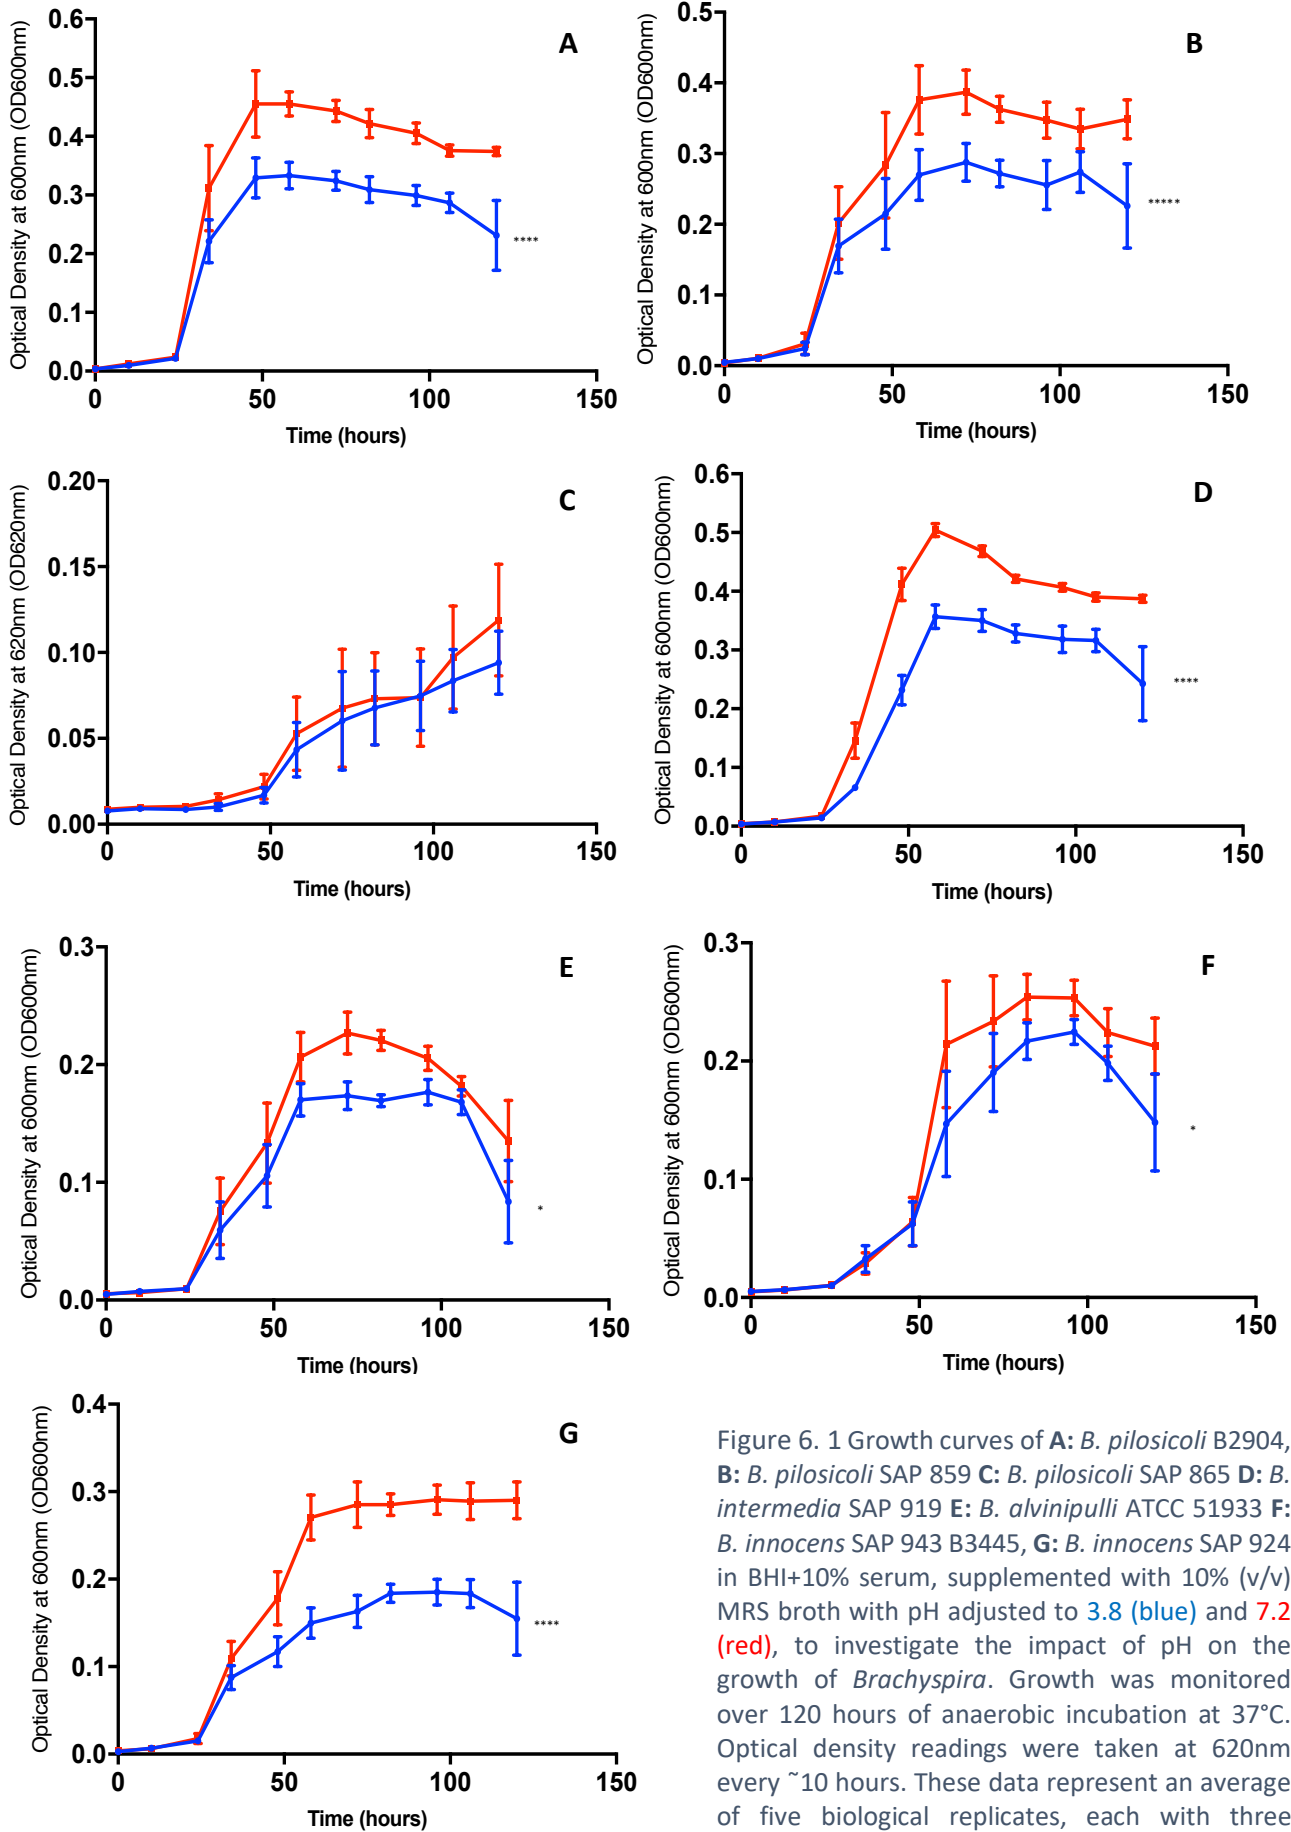 A
Optical Density at 600nm (OD600nm)
0.6
0.5
0.4
0.3
0.2
0.1
0.0
0 50 100 150
Time (hours)
****
B
Optical Density at 600nm (OD600nm)
0.5
0.4
0.3
0.2
0.1
0.0
0 50 100 150
Time (hours)
*****
C
Optical Density at 620nm (OD620nm)
0.20
0.15
0.10
0.05
0.00
0 50 100 150
Time (hours)
D
Optical Density at 600nm (OD600nm)
0.6
0.5
0.4
0.3
0.2
0.1
0.0
0 50 100 150
Time (hours)
****
E
Optical Density at 600nm (OD600nm)
0.3
0.2
0.1
0.0
0 50 100 150
Time (hours)
*
F
Optical Density at 600nm (OD600nm)
0.3
0.2
0.1
0.0
0 50 100 150
Time (hours)
*
G
Optical Density at 600nm (OD600nm)
0.4
0.3
0.2
0.1
0.0
0 50 100 150
Time (hours)
****
Figure 6. 1 Growth curves of A: B. pilosicoli B2904,
B: B. pilosicoli SAP 859 C: B. pilosicoli SAP 865 D: B.
intermedia SAP 919 E: B. alvinipulli ATCC 51933 F:
B. innocens SAP 943 B3445, G: B. innocens SAP 924
in BHI+10% serum, supplemented with 10% (v/v)
MRS broth with pH adjusted to 3.8 (blue) and 7.2
(red), to investigate the impact of pH on the
growth of Brachyspira. Growth was monitored
over 120 hours of anaerobic incubation at 37°C.
Optical density readings were taken at 620nm
every ~10 hours. These data represent an average
of five biological replicates, each with three